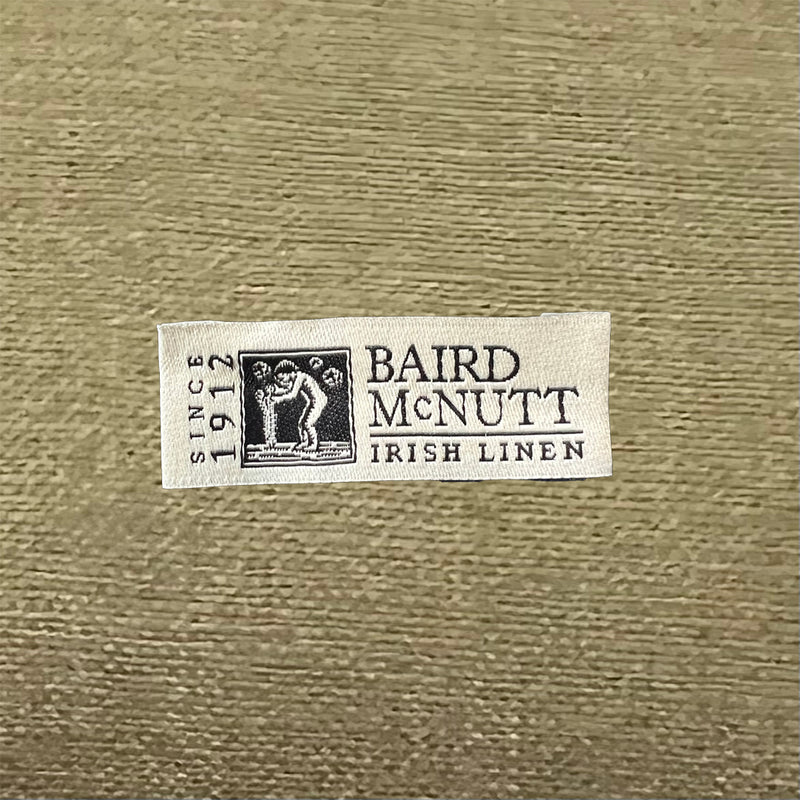 SINCE
1912
BAIRD
McNUTT
IRISH LINEN